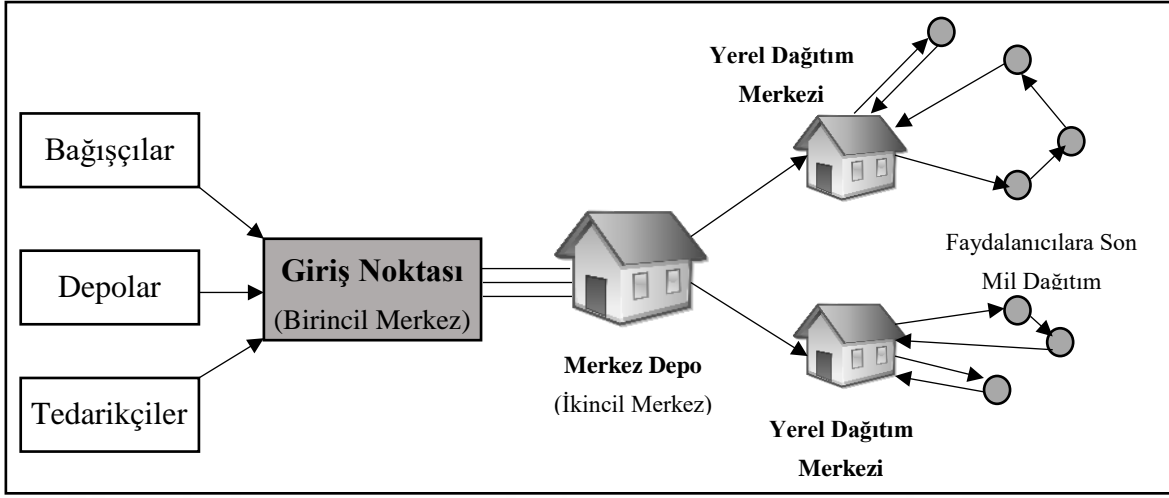 Bağışçılar
Depolar
Tedarikçiler
Giriş Noktası
(Birincil Merkez)
Merkez Depo
(İkincil Merkez)
Yerel Dağıtım
Merkezi
Faydalanıcılara Son
Mil Dağıtım
Yerel Dağıtım
Merkezi